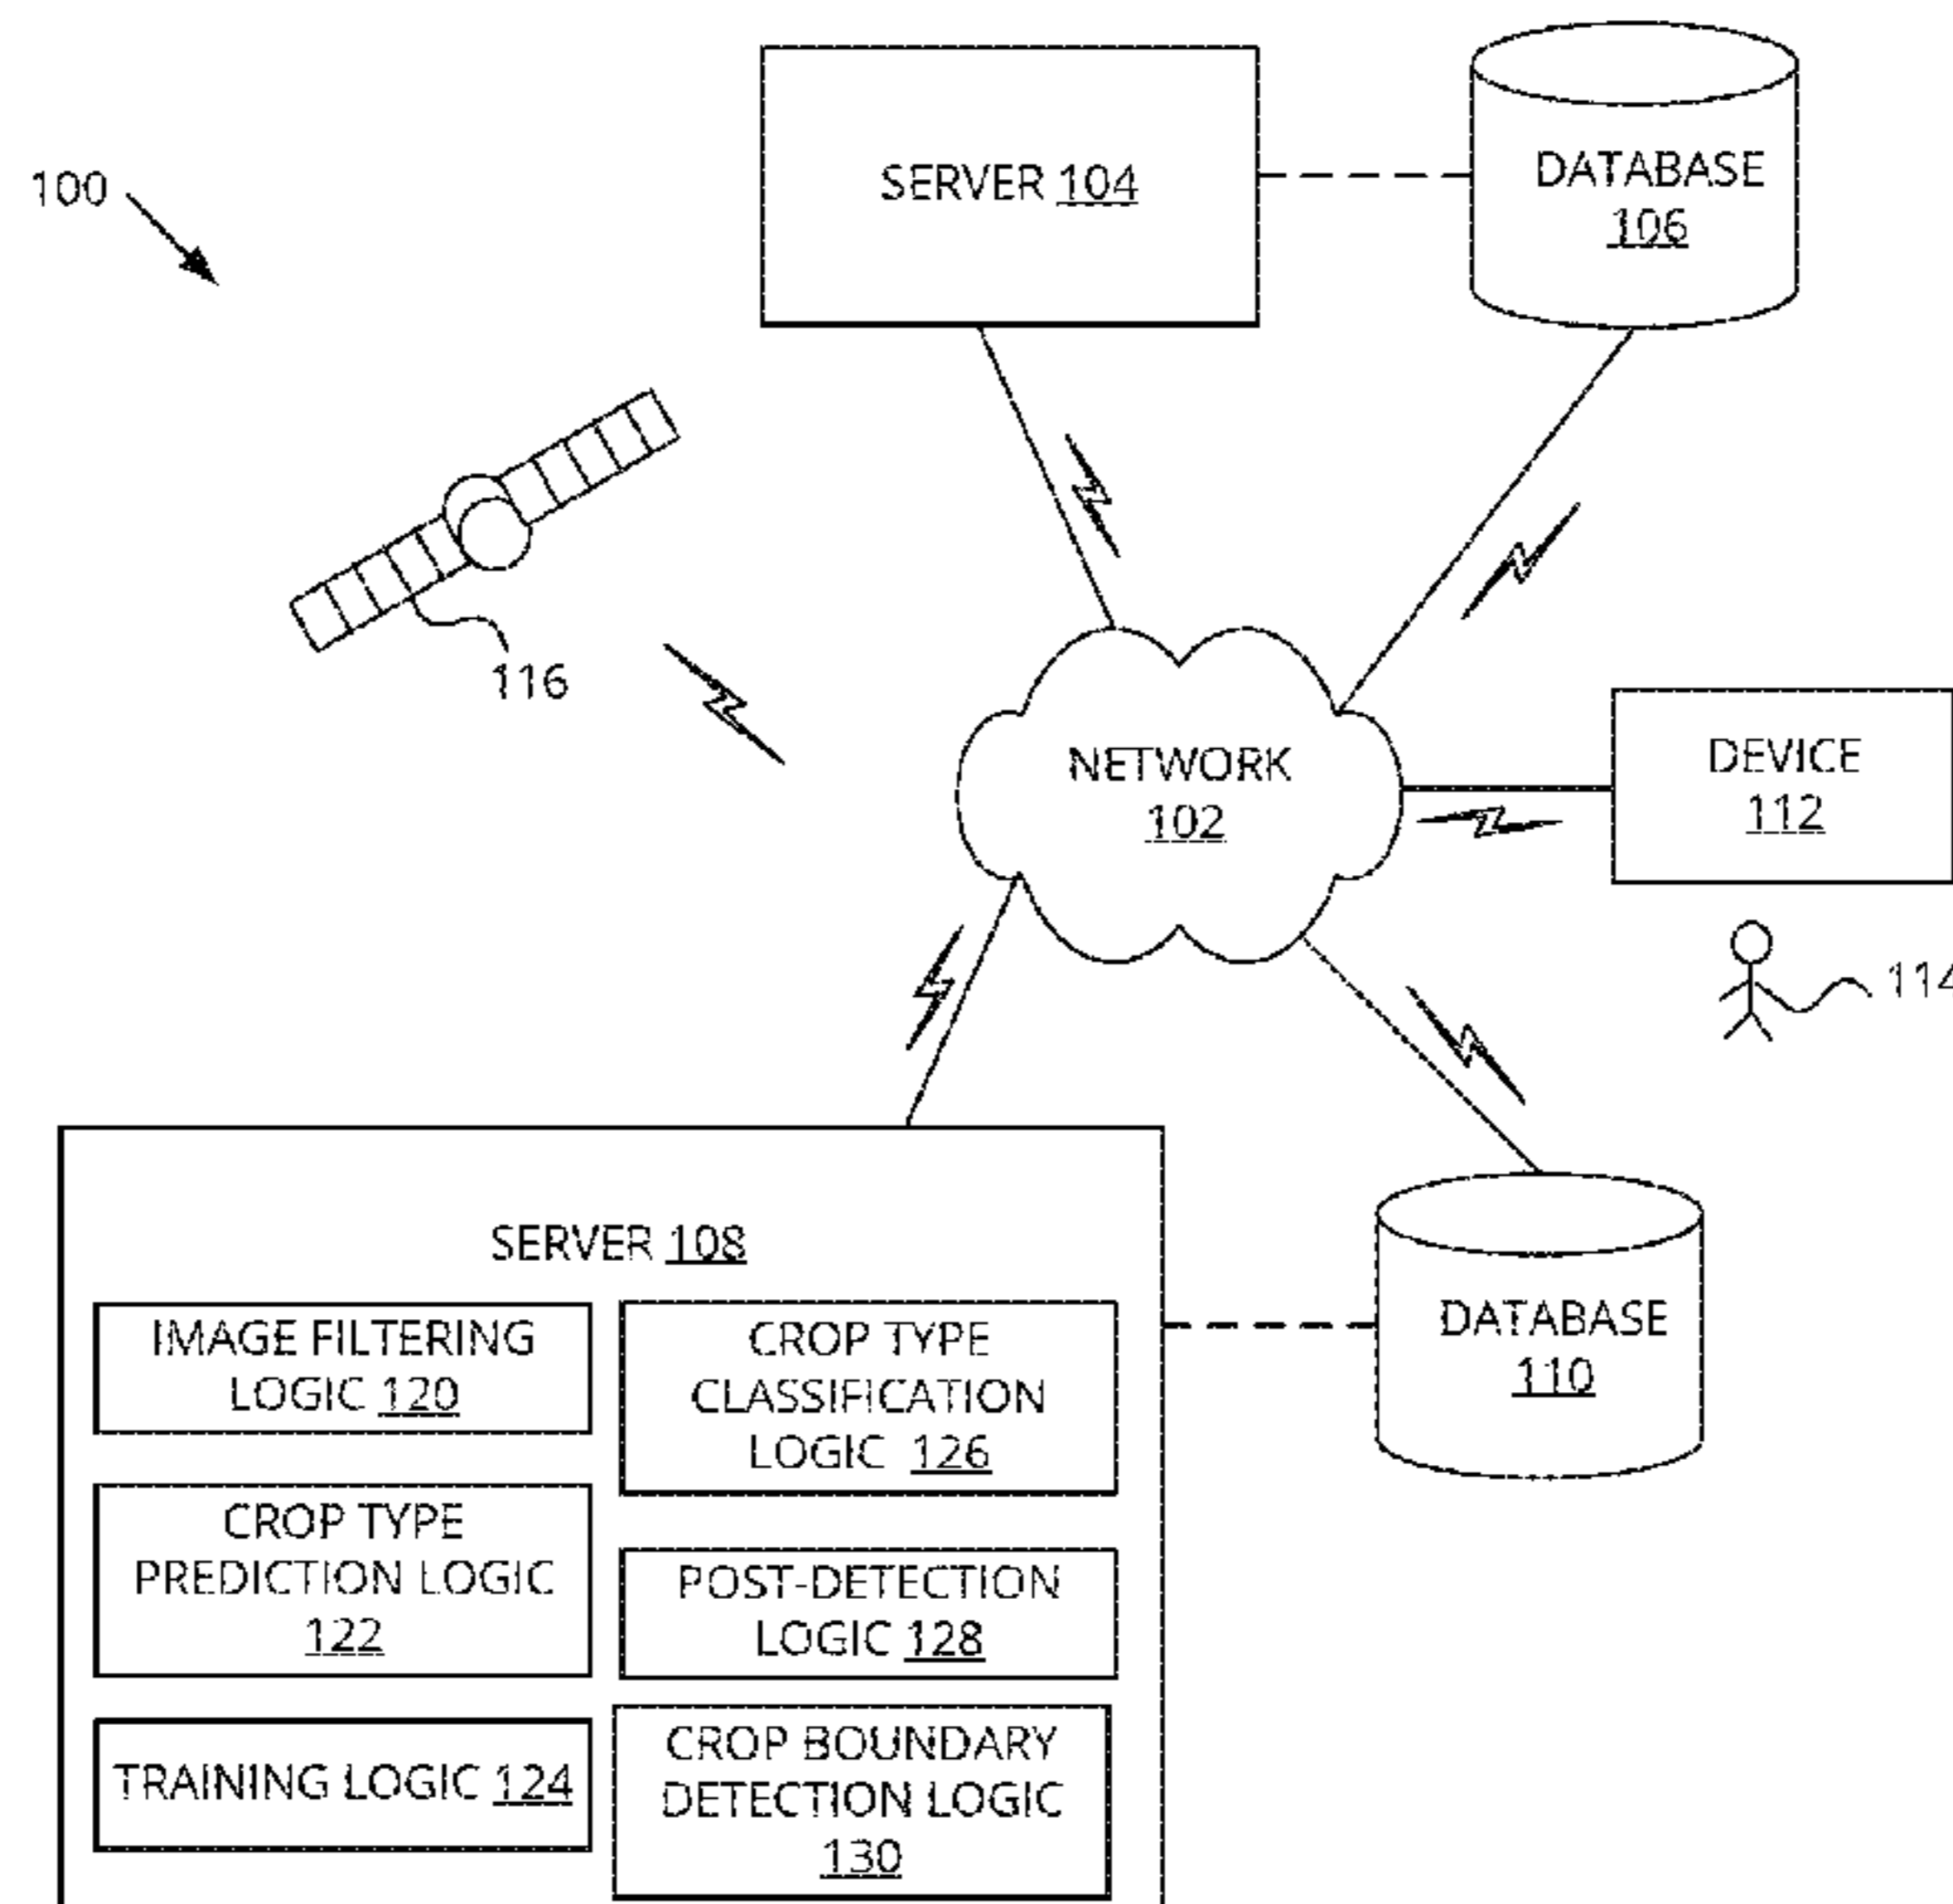 100
SERVER 104
DATABASE
106
116
NETWORK
102
DEVICE
112
114
SERVER 108
IMAGE FILTERING
LOGIC 120
CROP TYPE
CLASSIFICATION
LOGIC 126
CROP TYPE
PREDICTION LOGIC
122
POST-DETECTION
LOGIC 128
TRAINING LOGIC 124
CROP BOUNDARY
DETECTION LOGIC
130
DATABASE
110